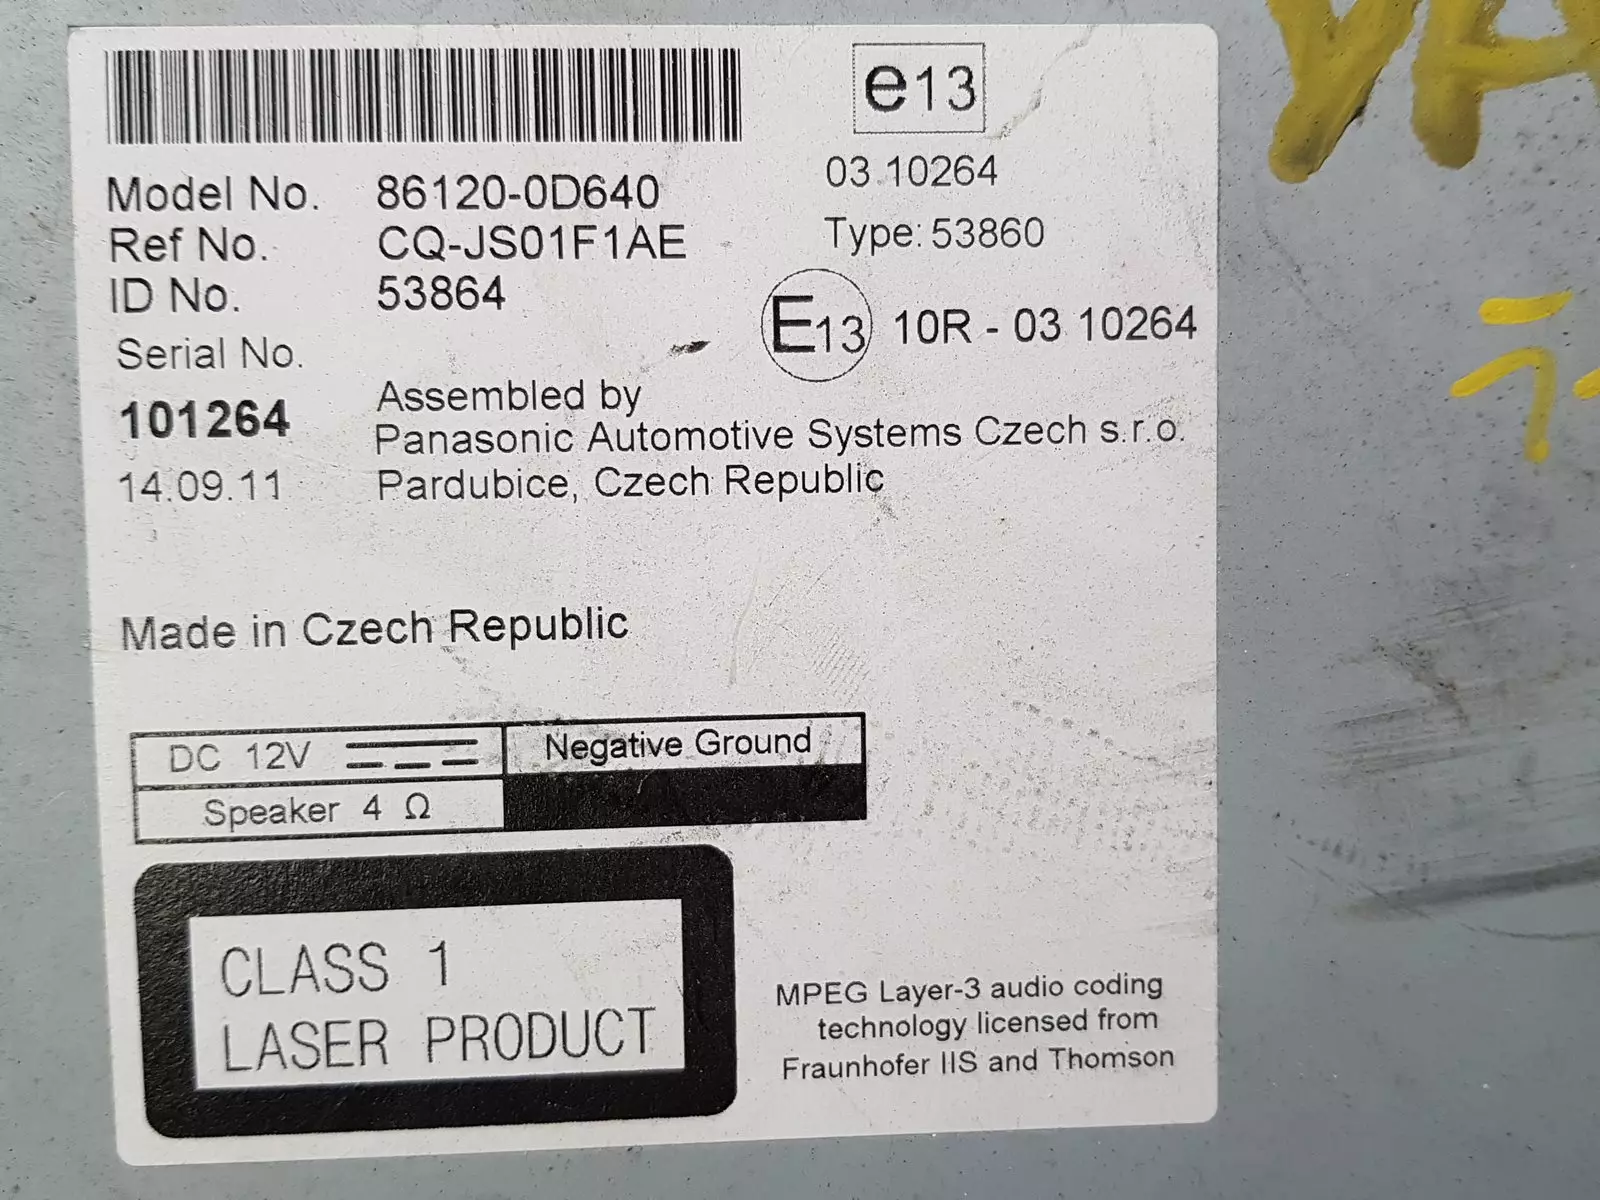 e13
Model No. 86120-0D640
03 10264
Ref No. CQ-JS01F1AE
Type: 53860
ID No. 53864
E13 10R - 03 10264
Serial No.
101264
Assembled by
Panasonic Automotive Systems Czech s.r.o.
14.09.11
Pardubice, Czech Republic
Made in Czech Republic
DC 12V
Negative Ground
Speaker 4 Ω
CLASS 1
LASER PRODUCT
MPEG Layer-3 audio coding
technology licensed from
Fraunhofer IIS and Thomson